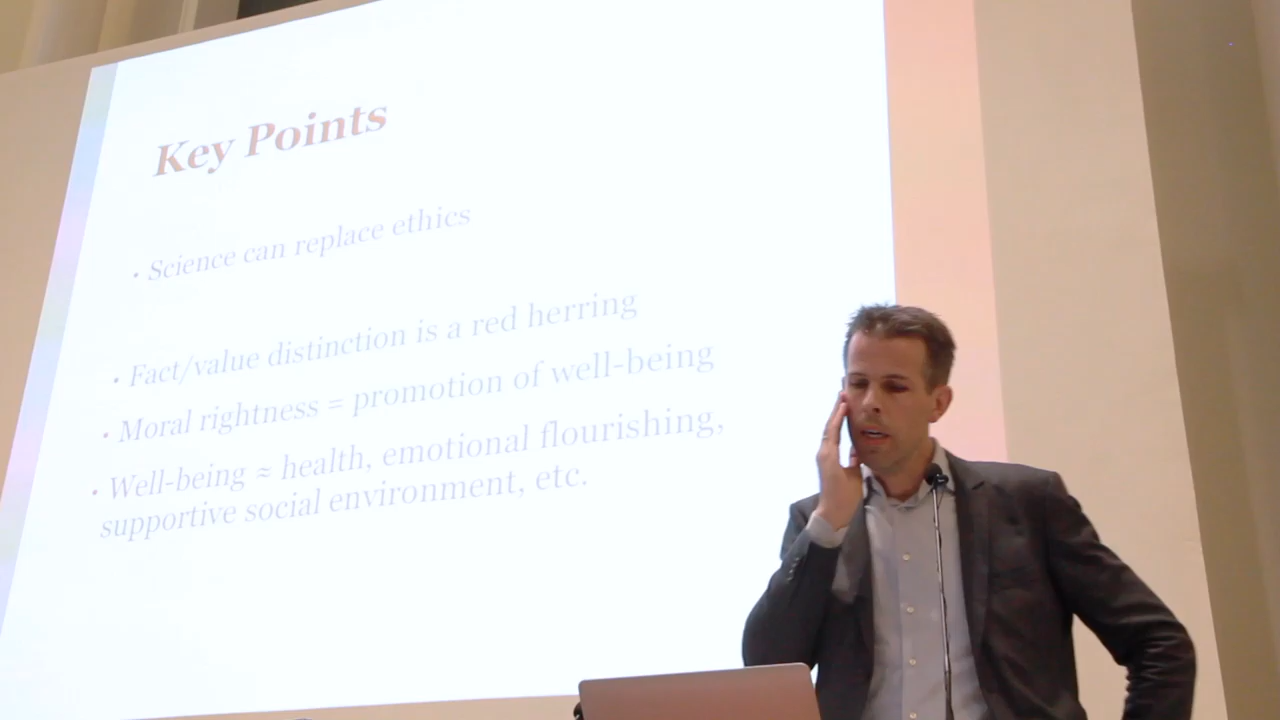 Key Points
• Science can replace ethics
• Fact/value distinction is a red herring
• Moral rightness = promotion of well-being
• Well-being ≈ health, emotional flourishing,
supportive social environment, etc.